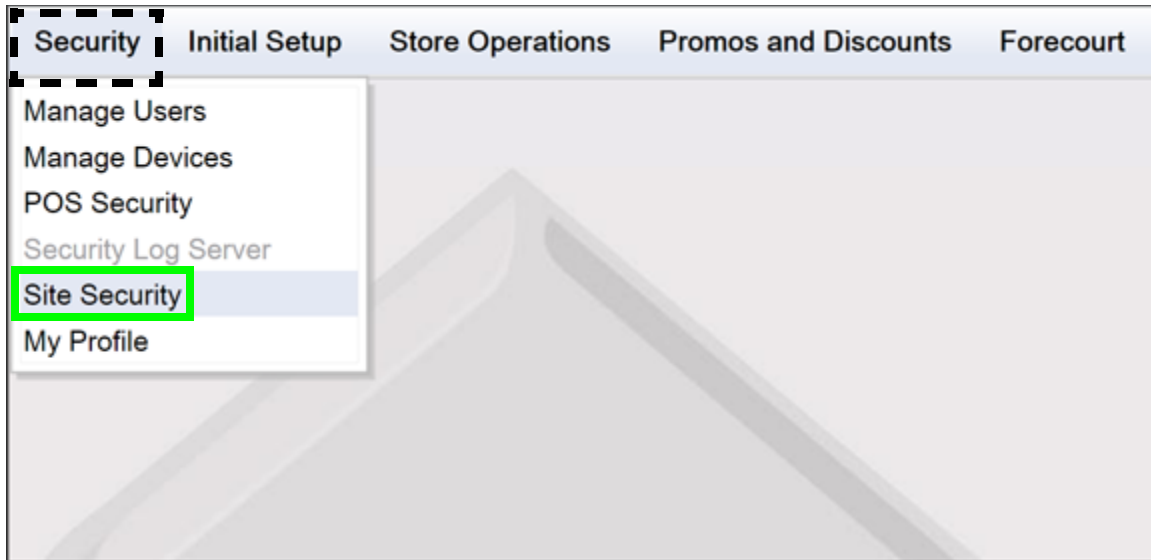 Security Initial Setup Store Operations Promos and Discounts Forecourt
Manage Users
Manage Devices
POS Security
Security Log Server
Site Security
My Profile